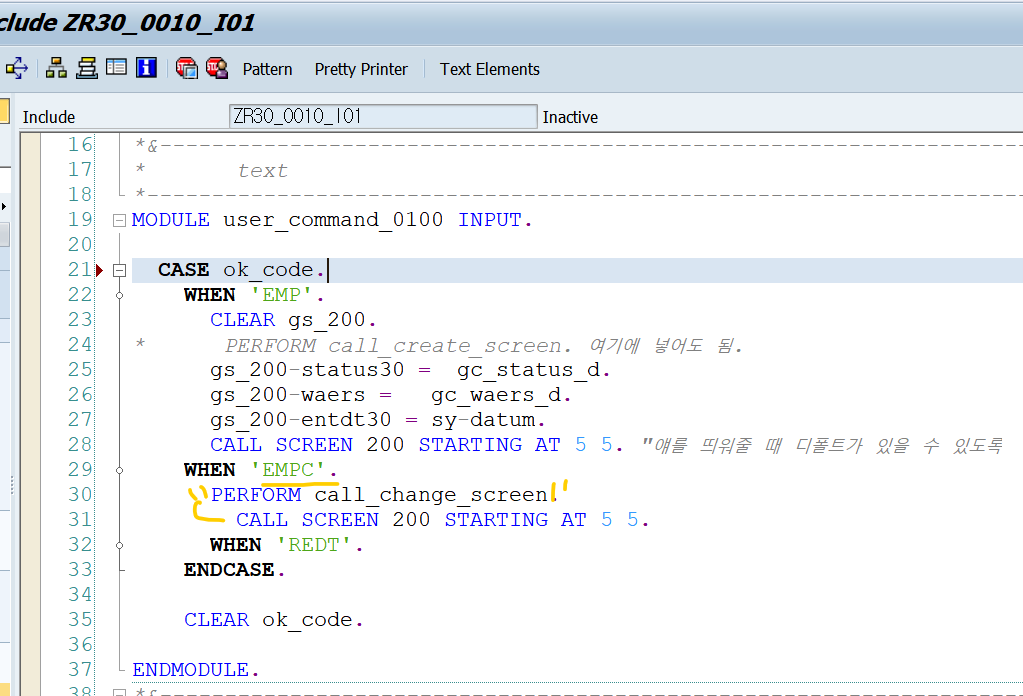 clude ZR30_0010_I01
Pattern Pretty Printer Text Elements
Include ZR30_0010_I01 Inactive
16 *&---------------------------------------------------------------------
17 * text
18 *----------------------------------------------------------------------
19 MODULE user_command_0100 INPUT.
20
21 CASE ok_code.
22 WHEN 'EMP'.
23 CLEAR gs_200.
24 * PERFORM call_create_screen. 여기에 넣어도 됨.
25 gs_200-status30 = gc_status_d.
26 gs_200-waers = gc_waers_d.
27 gs_200-entdt30 = sy-datum.
28 CALL SCREEN 200 STARTING AT 5 5. "얘를 띄워줄 때 디폴트가 있을 수 있도록
29 WHEN 'EMPC'.
30 PERFORM call_change_screen.
31 CALL SCREEN 200 STARTING AT 5 5.
32 WHEN 'REDT'.
33 ENDCASE.
34
35 CLEAR ok_code.
36
37 ENDMODULE.
38 *&---------------------------------------------------------------------